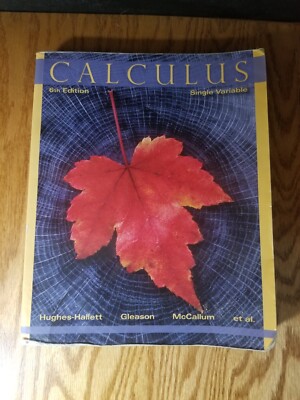 CALCULUS
6th Edition Single Variable
Hughes-Hallett Gleason McCallum et al.